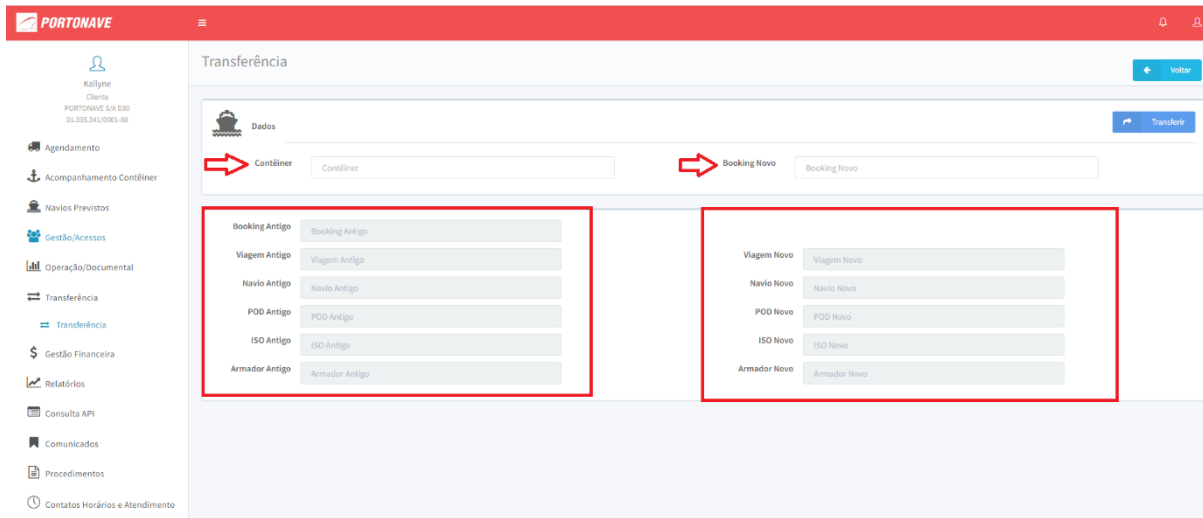 PORTONAVE
Kallyne
Cliente
PORTONAVE S/A D30
01.335.341/0001-80
Agendamento
Acompanhamento Contêiner
Navios Previstos
Gestão/Acessos
Operação/Documental
Transferência
Transferência
Gestão Financeira
Relatórios
Consulta API
Comunicados
Procedimentos
Contatos Horários e Atendimento
Transferência
Voltar
Dados
Transferir
Contêiner Contêiner
Booking Novo Booking Novo
Booking Antigo Booking Antigo
Viagem Antigo Viagem Antigo
Navio Antigo Navio Antigo
POD Antigo POD Antigo
ISO Antigo ISO Antigo
Armador Antigo Armador Antigo
Viagem Novo Viagem Novo
Navio Novo Navio Novo
POD Novo POD Novo
ISO Novo ISO Novo
Armador Novo Armador Novo